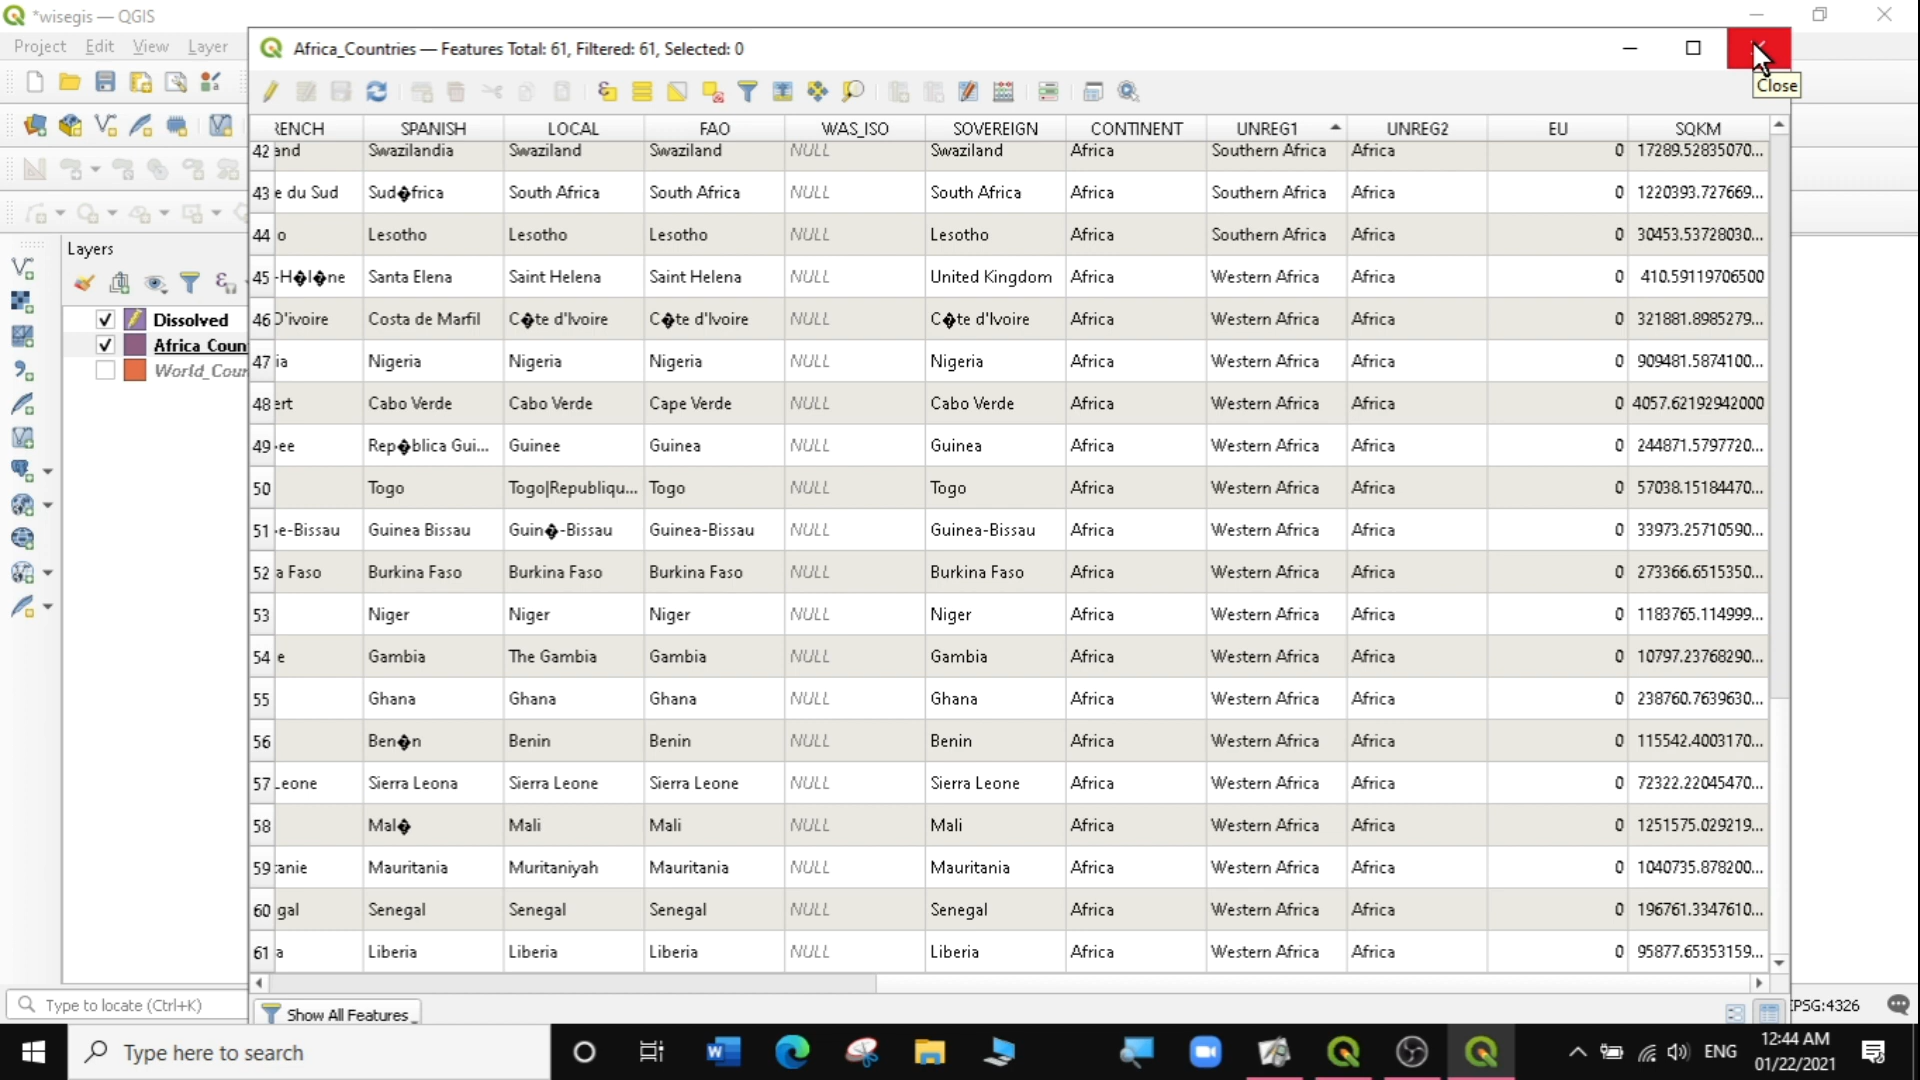 *wisegis — QGIS
Project Edit View Layer
Africa_Countries — Features Total: 61, Filtered: 61, Selected: 0
Close
RENCH SPANISH LOCAL FAO WAS_ISO SOVEREIGN CONTINENT UNREG1 UNREG2 EU SQKM
42 and Swazilandia Swaziland Swaziland NULL Swaziland Africa Southern Africa Africa 0 17289.52835070...
43 e du Sud Sud�frica South Africa South Africa NULL South Africa Africa Southern Africa Africa 0 1220393.727669...
44 o Lesotho Lesotho Lesotho NULL Lesotho Africa Southern Africa Africa 0 30453.53728030...
45 -H�l�ne Santa Elena Saint Helena Saint Helena NULL United Kingdom Africa Western Africa Africa 0 410.59119706500
46 D'ivoire Costa de Marfil C�te d'Ivoire C�te d'Ivoire NULL C�te d'Ivoire Africa Western Africa Africa 0 321881.8985279...
47 ia Nigeria Nigeria Nigeria NULL Nigeria Africa Western Africa Africa 0 909481.5874100...
48 ert Cabo Verde Cabo Verde Cape Verde NULL Cabo Verde Africa Western Africa Africa 0 4057.62192942000
49 ee Rep�blica Gui... Guinee Guinea NULL Guinea Africa Western Africa Africa 0 244871.5797720...
50 Togo Togo|Republiqu... Togo NULL Togo Africa Western Africa Africa 0 57038.15184470...
51 e-Bissau Guinea Bissau Guin�-Bissau Guinea-Bissau NULL Guinea-Bissau Africa Western Africa Africa 0 33973.25710590...
52 a Faso Burkina Faso Burkina Faso Burkina Faso NULL Burkina Faso Africa Western Africa Africa 0 273366.6515350...
53 Niger Niger Niger NULL Niger Africa Western Africa Africa 0 1183765.114999...
54 e Gambia The Gambia Gambia NULL Gambia Africa Western Africa Africa 0 10797.23768290...
55 Ghana Ghana Ghana NULL Ghana Africa Western Africa Africa 0 238760.7639630...
56 Ben�n Benin Benin NULL Benin Africa Western Africa Africa 0 115542.4003170...
57 Leone Sierra Leona Sierra Leone Sierra Leone NULL Sierra Leone Africa Western Africa Africa 0 72322.22045470...
58 Mal� Mali Mali NULL Mali Africa Western Africa Africa 0 1251575.029219...
59 anie Mauritania Muritaniyah Mauritania NULL Mauritania Africa Western Africa Africa 0 1040735.878200...
60 gal Senegal Senegal Senegal NULL Senegal Africa Western Africa Africa 0 196761.3347610...
61 a Liberia Liberia Liberia NULL Liberia Africa Western Africa Africa 0 95877.65353159...
Layers
Dissolved
Africa_Coun
World_Cour
Show All Features
Type to locate (Ctrl+K)
EPSG:4326
Type here to search
ENG
12:44 AM
01/22/2021